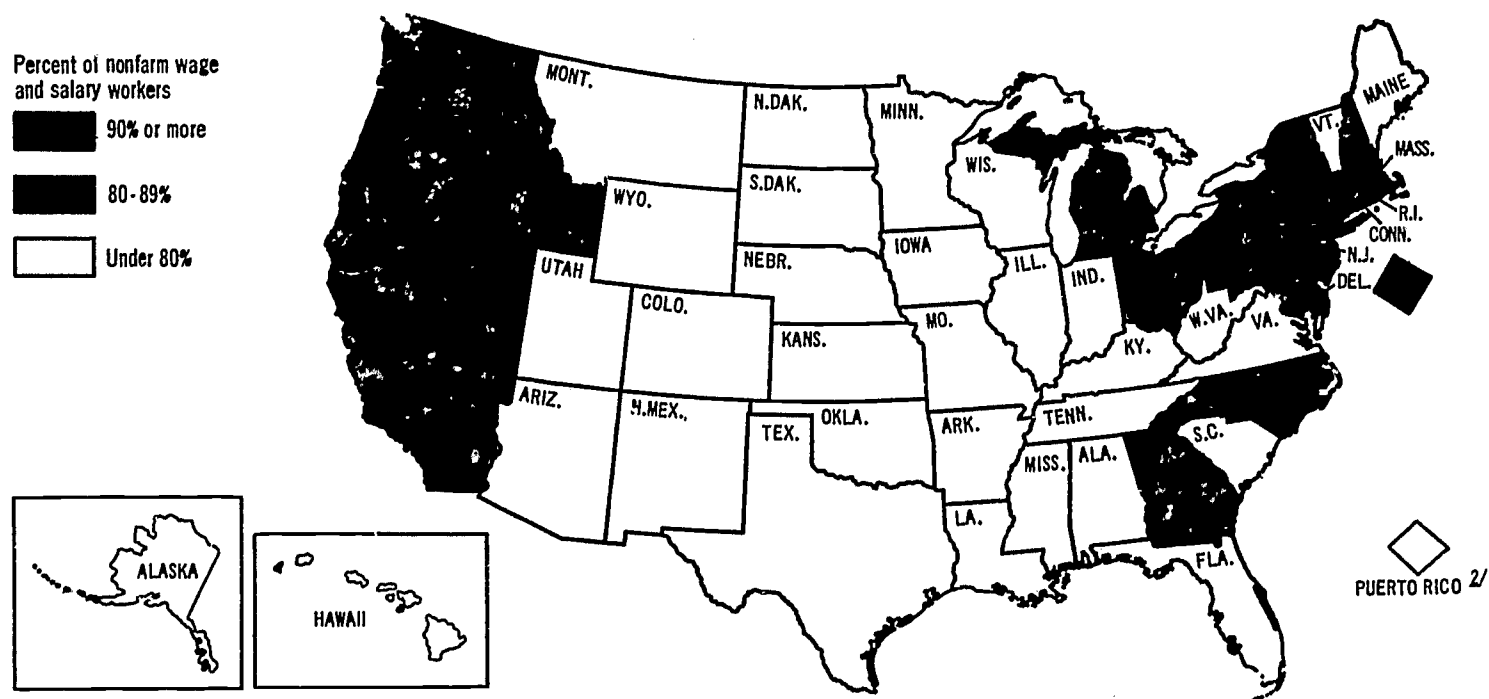 Percent of nonfarm wage
and salary workers
90% or more
80-89%
Under 80%
MONT.
N.DAK.
MINN.
MAINE
VT.
WIS.
MASS.
S.DAK.
WYO.
R.I.
CONN.
IOWA
N.J.
NEBR.
ILL.
UTAH
IND.
DEL.
COLO.
MO.
W.VA.
VA.
KANS.
KY.
ARIZ.
N.MEX.
OKLA.
TENN.
ARK.
TEX.
S.C.
MISS.
ALA.
LA.
FLA.
ALASKA
HAWAII
PUERTO RICO 2/